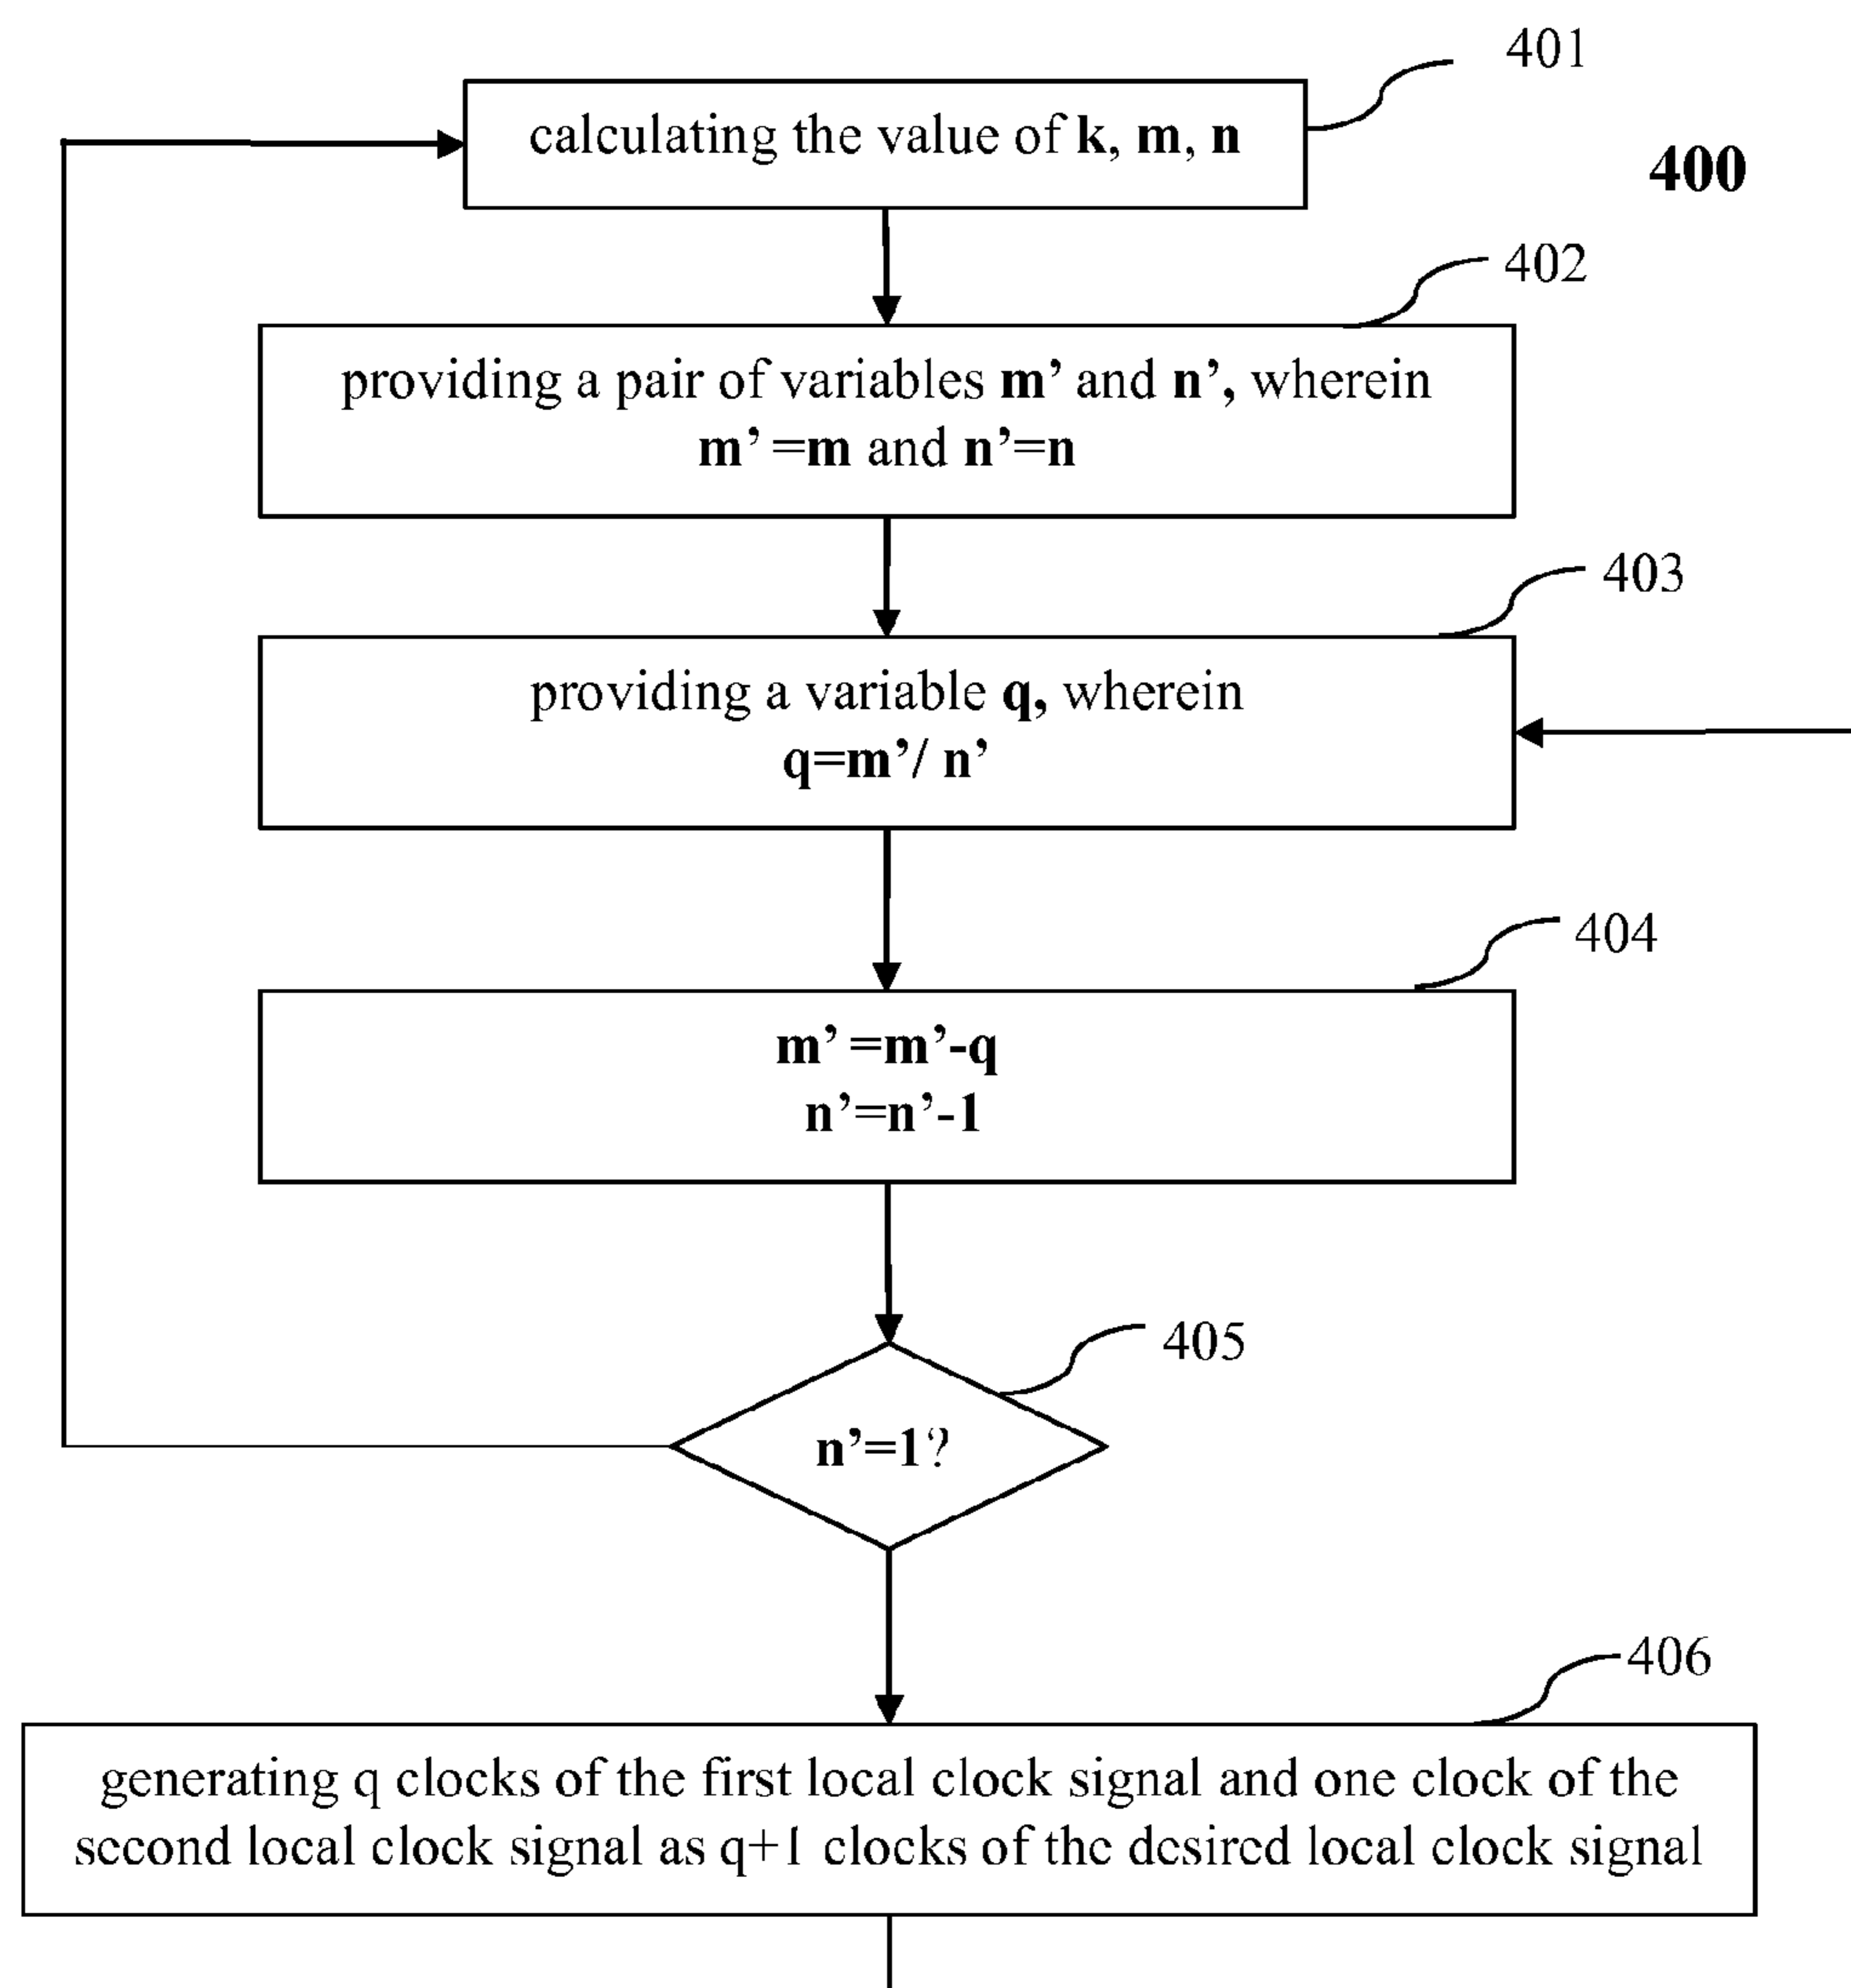 401
calculating the value of k, m, n
400
402
providing a pair of variables m’ and n’, wherein
m’ =m and n’=n
403
providing a variable q, wherein
q=m’/ n’
404
m’ =m’-q
n’=n’-1
405
n’=1?
406
generating q clocks of the first local clock signal and one clock of the
second local clock signal as q+1 clocks of the desired local clock signal